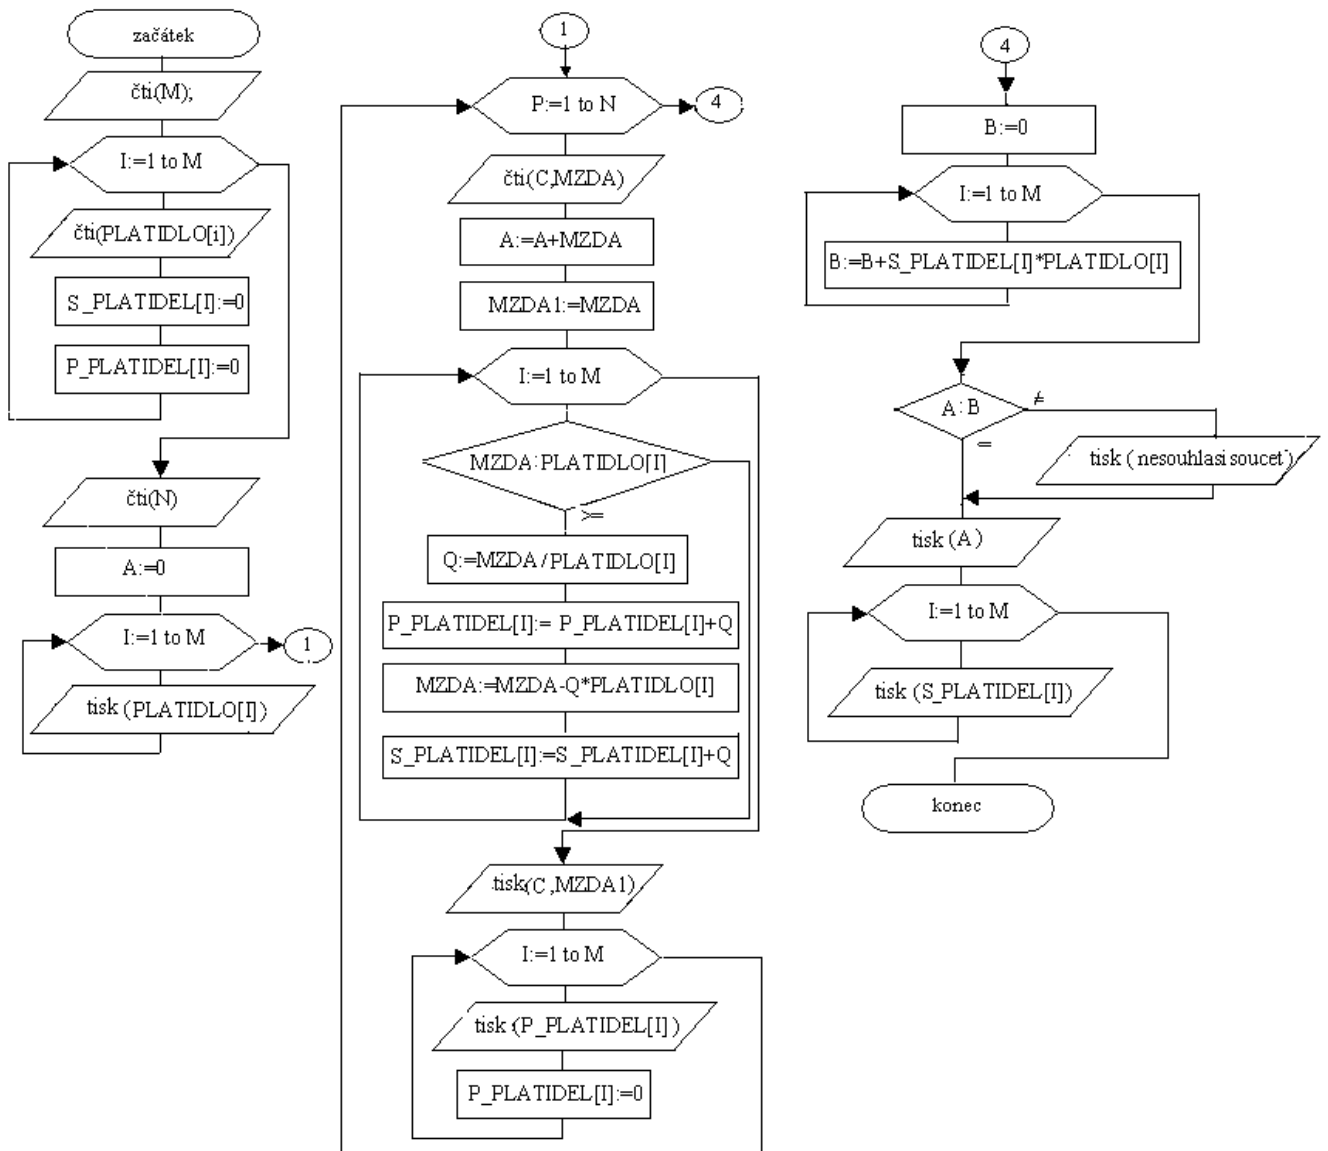 začátek
čti(M);
I:=1 to M
čti(PLATIDLO[i])
S_PLATIDEL[I]:=0
P_PLATIDEL[I]:=0
čti(N)
A:=0
I:=1 to M
1
tisk (PLATIDLO[I])
1
P:=1 to N
4
čti(C,MZDA)
A:=A+MZDA
MZDA1:=MZDA
I:=1 to M
MZDA:PLATIDLO[I]
>=
Q:=MZDA/PLATIDLO[I]
P_PLATIDEL[I]:= P_PLATIDEL[I]+Q
MZDA:=MZDA-Q*PLATIDLO[I]
S_PLATIDEL[I]:=S_PLATIDEL[I]+Q
tisk(C,MZDA1)
I:=1 to M
tisk (P_PLATIDEL[I])
P_PLATIDEL[I]:=0
4
B:=0
I:=1 to M
B:=B+S_PLATIDEL[I]*PLATIDLO[I]
A:B
≠
=
tisk (nesouhlasi soucet)
tisk (A)
I:=1 to M
tisk (S_PLATIDEL[I])
konec